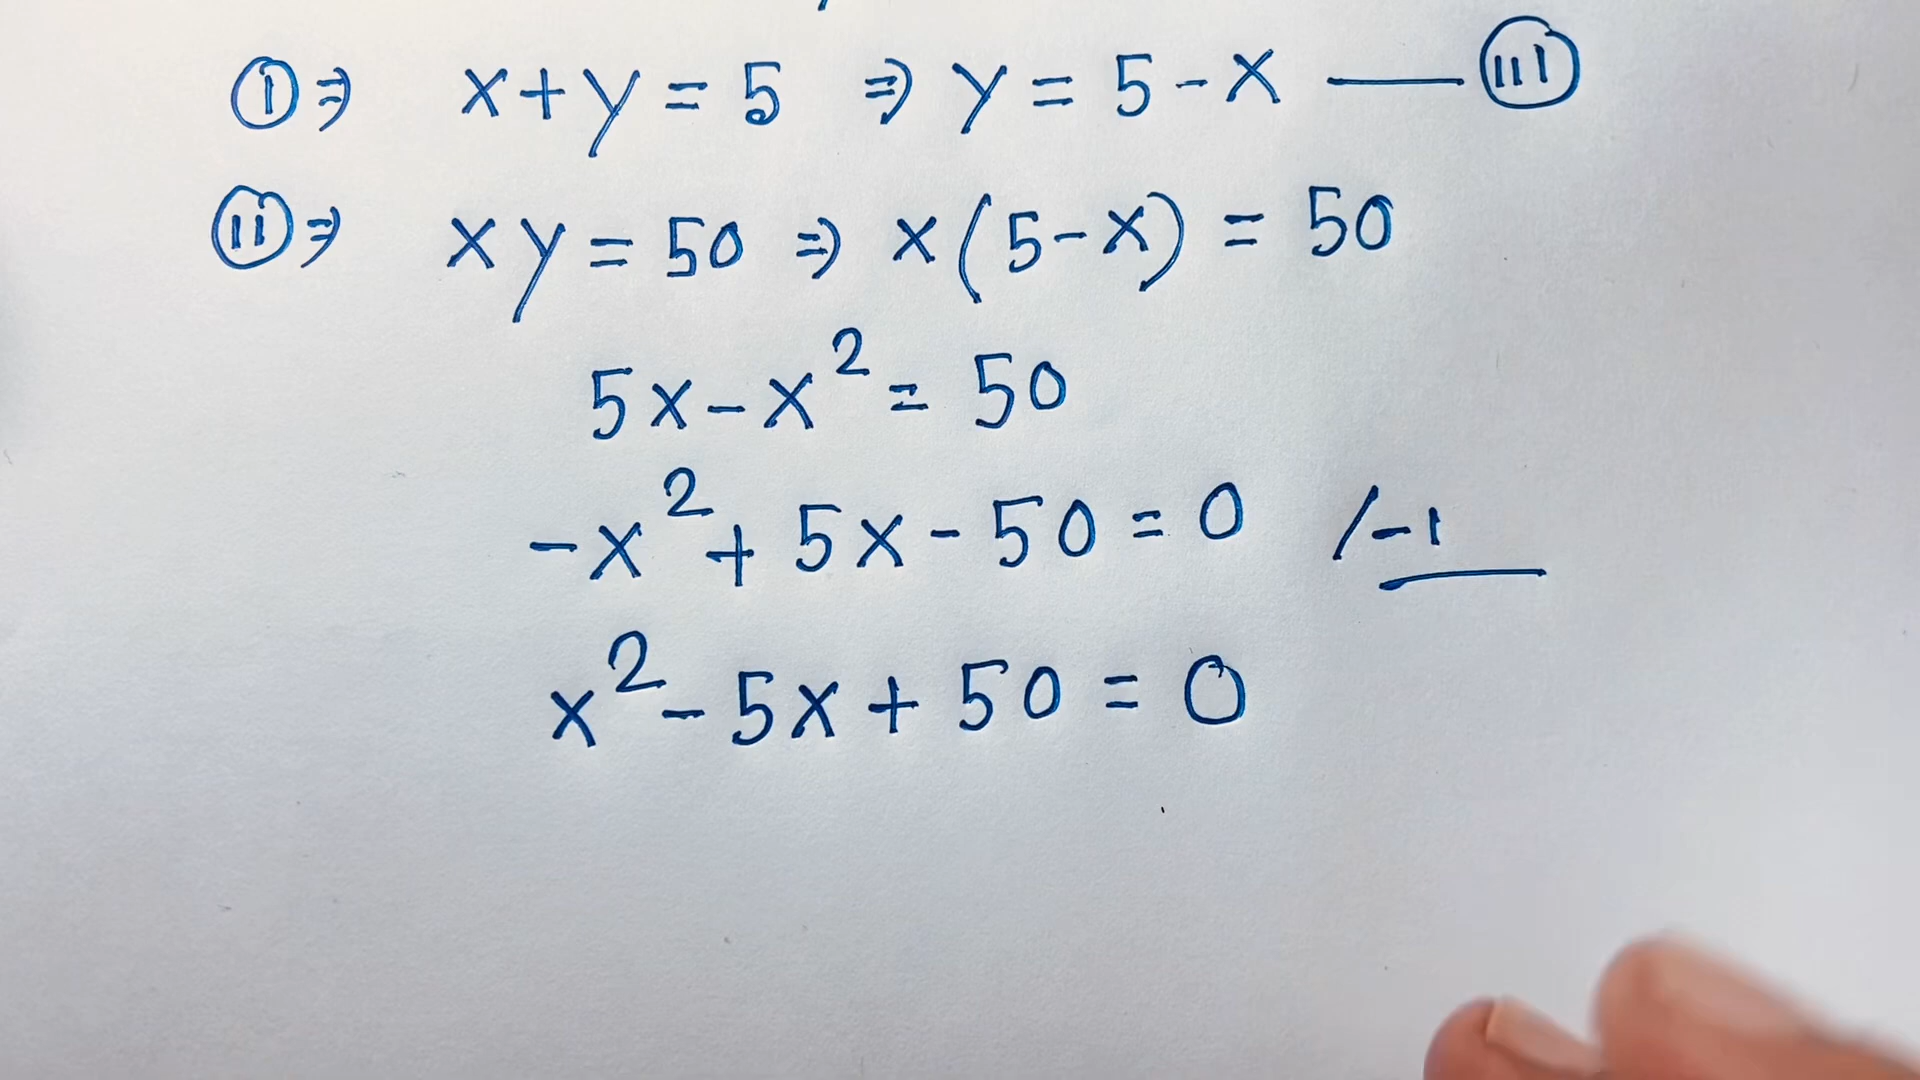 ⓘ ⇒ x + y = 5 ⇒ y = 5 - x —— ⓘⓘⓘ
ⓘⓘ ⇒ xy = 50 ⇒ x(5 - x) = 50
5x - x² = 50
-x² + 5x - 50 = 0 /-1
x² - 5x + 50 = 0